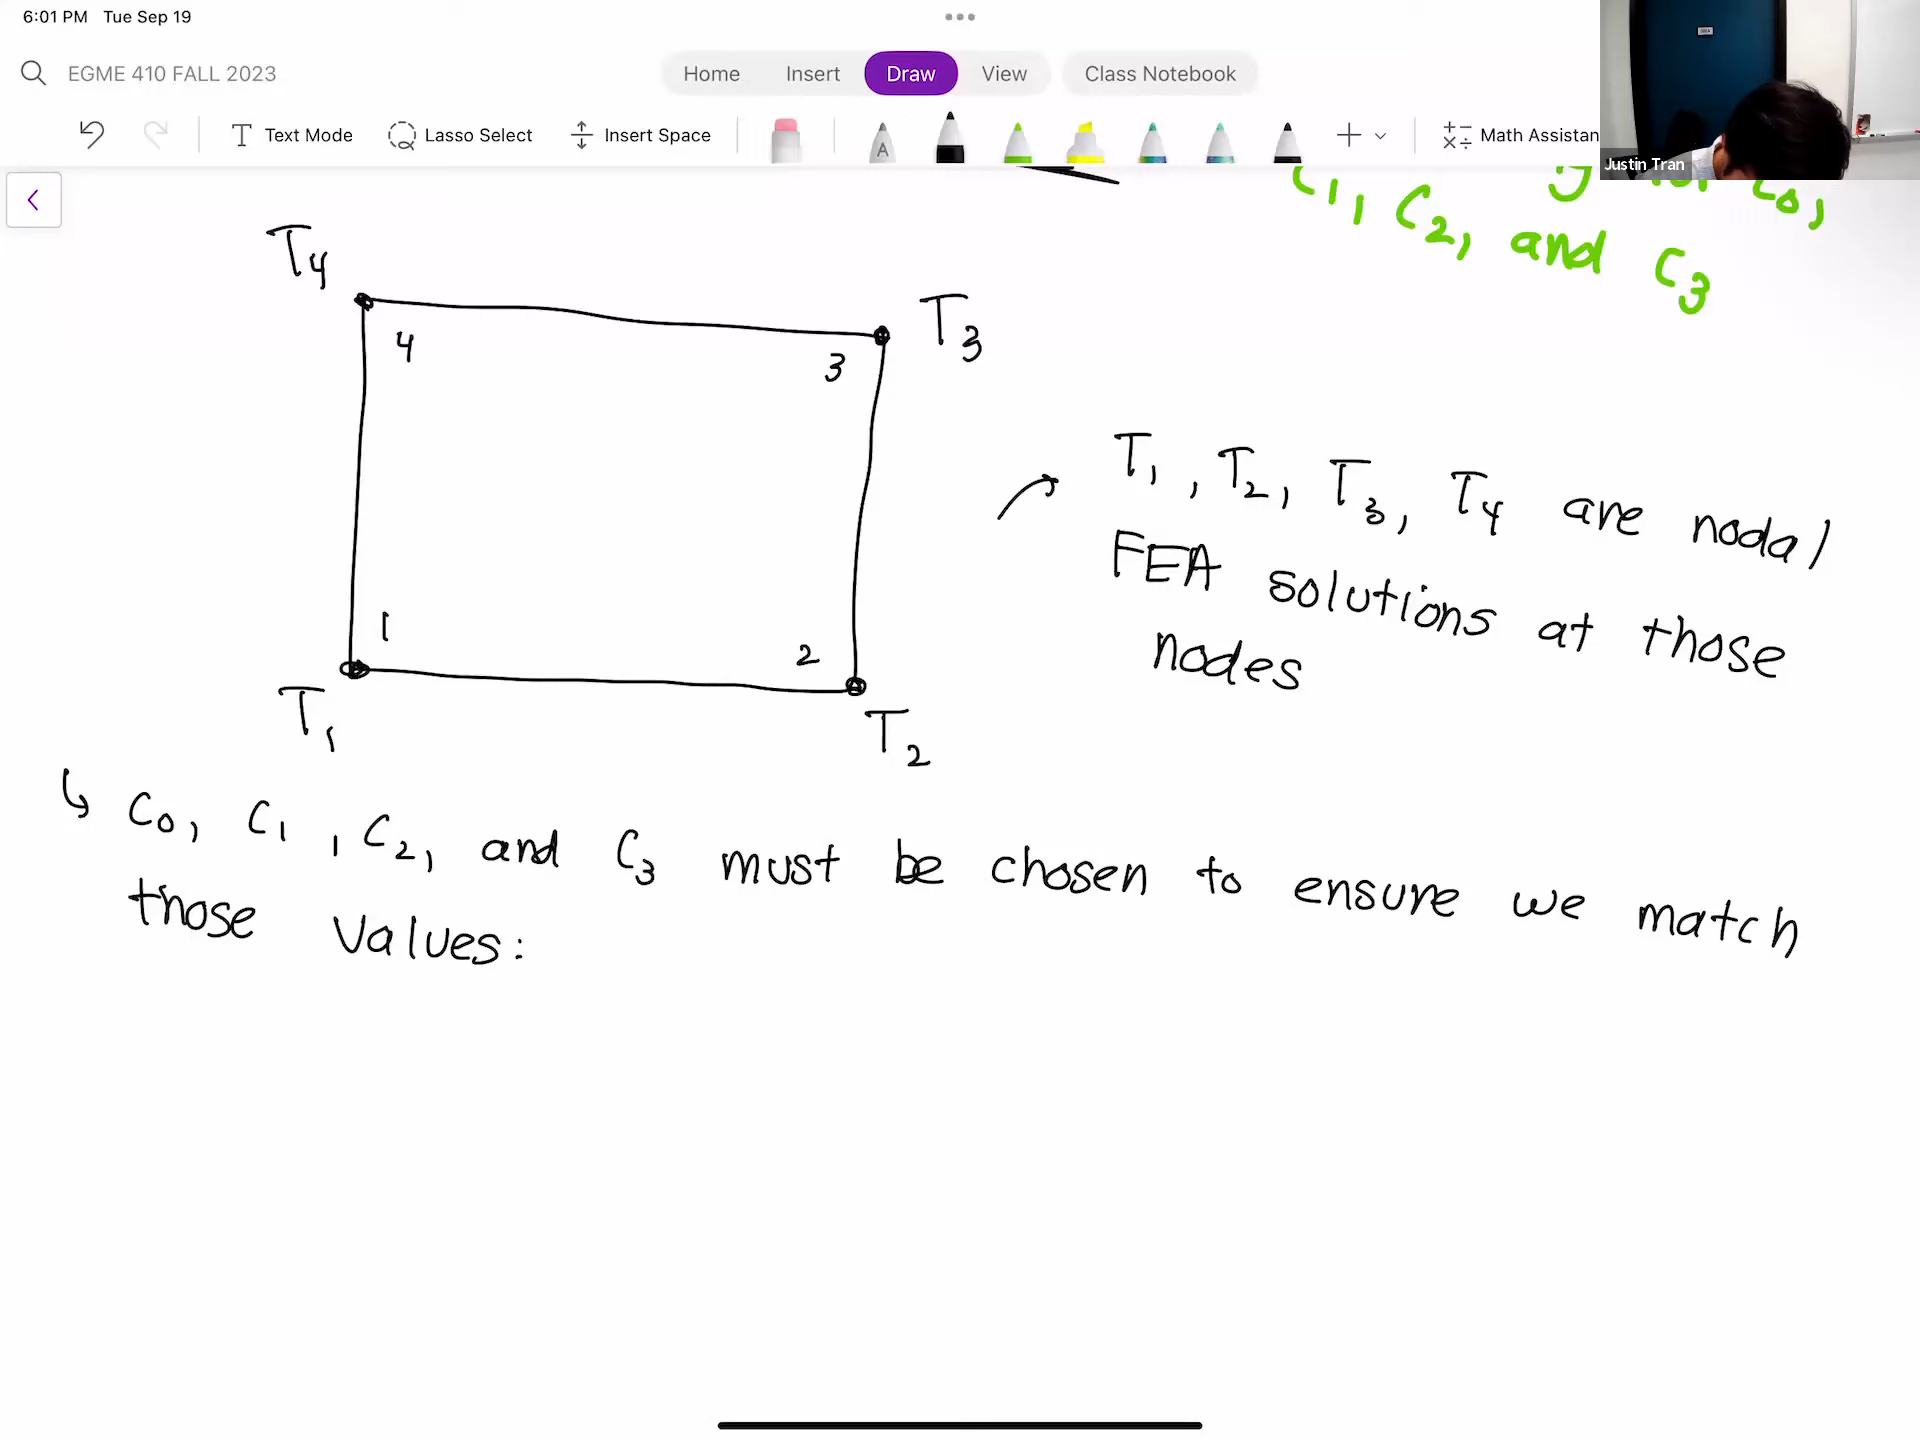 6:01 PM Tue Sep 19
EGME 410 FALL 2023
Home Insert Draw View Class Notebook
Text Mode Lasso Select Insert Space A Math Assistan
Justin Tran
C0,
C1, C2, and C3
T4
T3
4
3
T1, T2, T3, T4 are nodal
FEA solutions at those
nodes
1
2
T1
T2
↳ C0, C1, C2, and C3 must be chosen to ensure we match
those values: